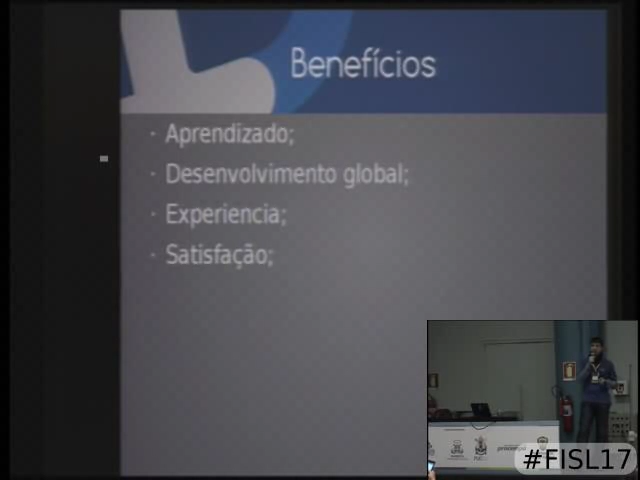 Benefícios
· Aprendizado;
· Desenvolvimento global;
· Experiencia;
· Satisfação;
#FISL17